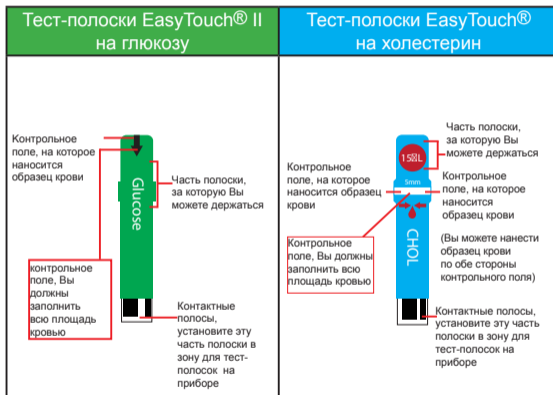 Тест-полоски EasyTouch® II
на глюкозу
Контрольное
поле, на которое
наносится
образец крови
Glucose
Часть полоски,
за которую Вы
можете держаться
контрольное
поле, Вы
должны
заполнить
всю площадь
кровью
Контактные
полосы,
установите эту
часть полоски в
зону для тест-
полосок на
приборе
Тест-полоски EasyTouch®
на холестерин
Часть полоски,
за которую Вы
можете держаться
Контрольное
поле, на которое
наносится образец
крови
5mm
CHOL
Контрольное
поле, на которое
наносится
образец крови
(Вы можете нанести
образец крови
по обе стороны
контрольного поля)
Контрольное
поле, Вы должны
заполнить всю
площадь кровью
Контактные полосы,
установите эту часть
полоски в зону для
тест-полосок на
приборе